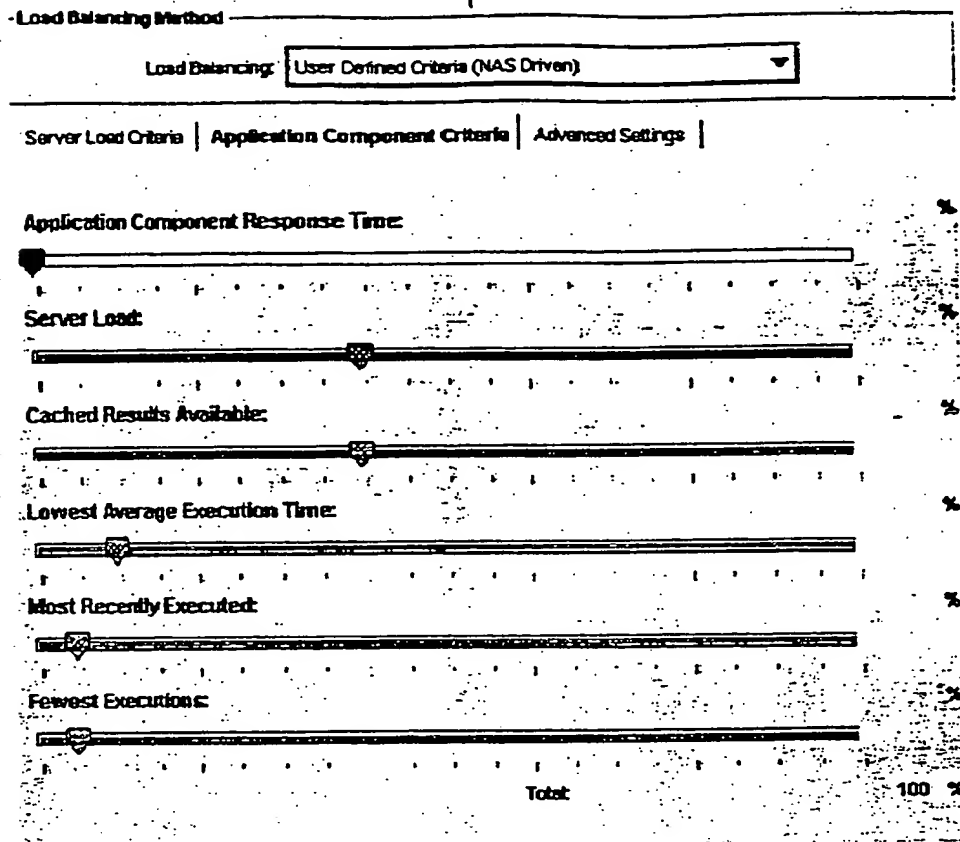 Load Balancing Method
Load Balancing: User Defined Criteria (NAS Driven)
Server Load Criteria | Application Component Criteria | Advanced Settings |
Application Component Response Time: %
Server Load: %
Cached Results Available: %
Lowest Average Execution Time: %
Most Recently Executed: %
Fewest Executions: %
Total: 100 %